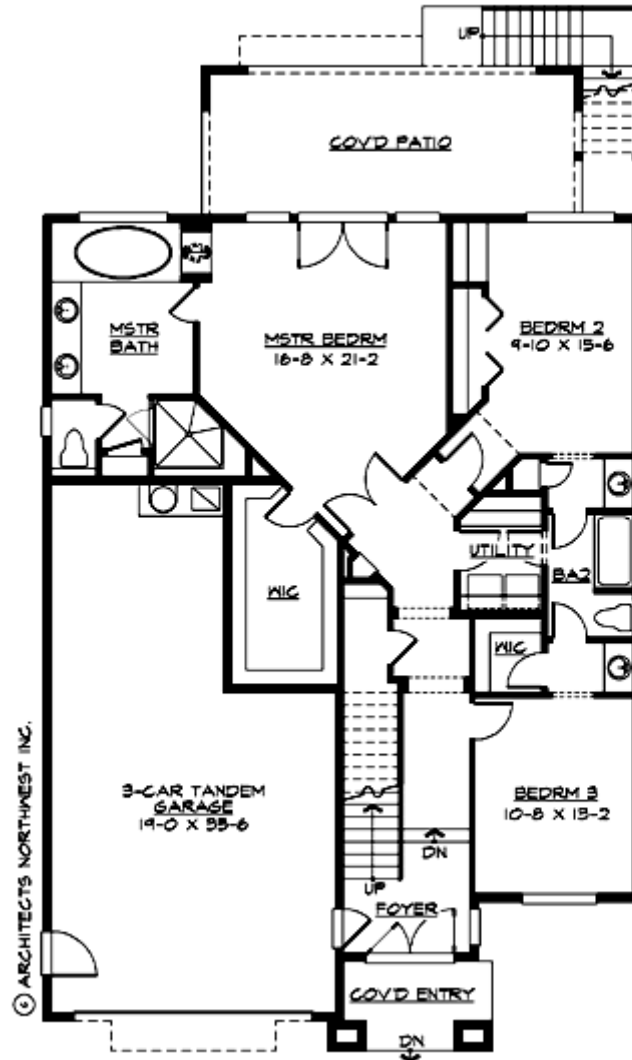 UP
COV'D PATIO
MSTR
BATH
MSTR BEDRM
16-8 X 21-2
BEDRM 2
9-10 X 15-6
UTILITY
BA2
WIC
WIC
3-CAR TANDEM
GARAGE
19-0 X 35-6
BEDRM 3
10-8 X 13-2
DN
UP
FOYER
COV'D ENTRY
DN
© ARCHITECTS NORTHWEST INC.